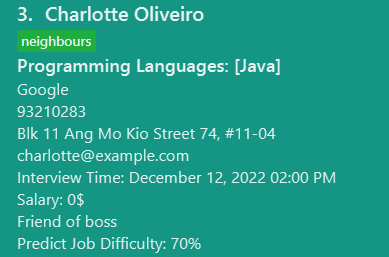 3. Charlotte Oliveiro
neighbours
Programming Languages: [Java]
Google
93210283
Blk 11 Ang Mo Kio Street 74, #11-04
charlotte@example.com
Interview Time: December 12, 2022 02:00 PM
Salary: 0$
Friend of boss
Predict Job Difficulty: 70%